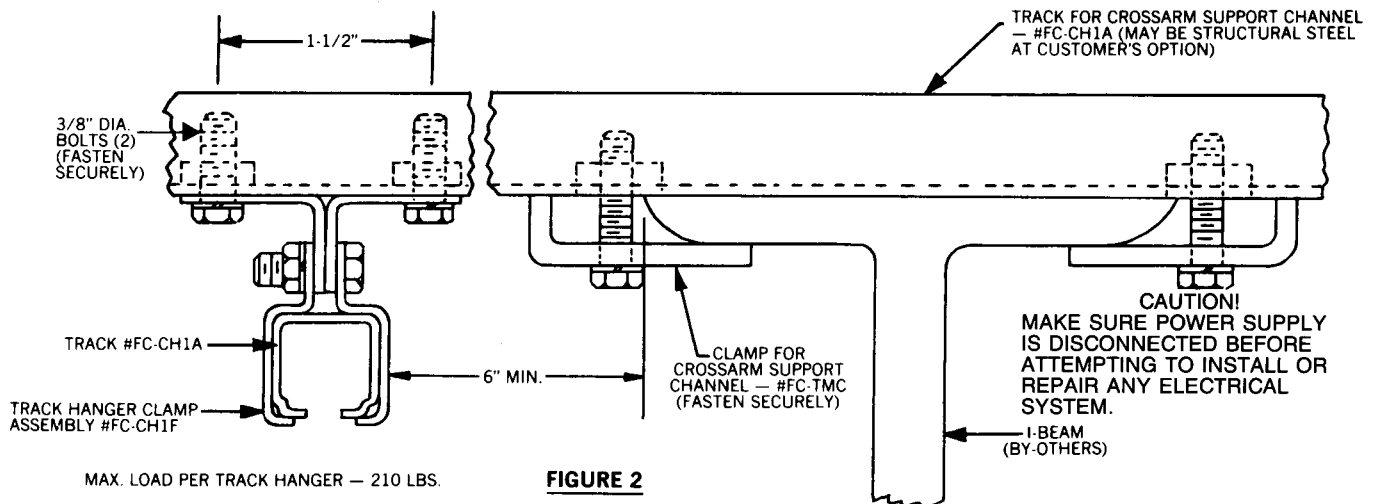 TRACK FOR CROSSARM SUPPORT CHANNEL
— #FC-CH1A (MAY BE STRUCTURAL STEEL
AT CUSTOMER'S OPTION)
1-1/2"
3/8" DIA.
BOLTS (2)
(FASTEN
SECURELY)
TRACK #FC-CH1A
TRACK HANGER CLAMP
ASSEMBLY #FC-CH1F
6" MIN.
CLAMP FOR
CROSSARM SUPPORT
CHANNEL — #FC-TMC
(FASTEN SECURELY)
CAUTION!
MAKE SURE POWER SUPPLY
IS DISCONNECTED BEFORE
ATTEMPTING TO INSTALL OR
REPAIR ANY ELECTRICAL
SYSTEM.
I-BEAM
(BY-OTHERS)
MAX. LOAD PER TRACK HANGER — 210 LBS.
FIGURE 2